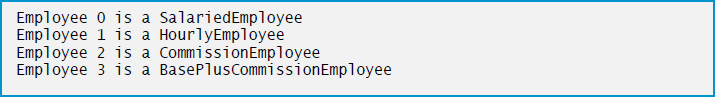 Employee 0 is a SalariedEmployee
Employee 1 is a HourlyEmployee
Employee 2 is a CommissionEmployee
Employee 3 is a BasePlusCommissionEmployee